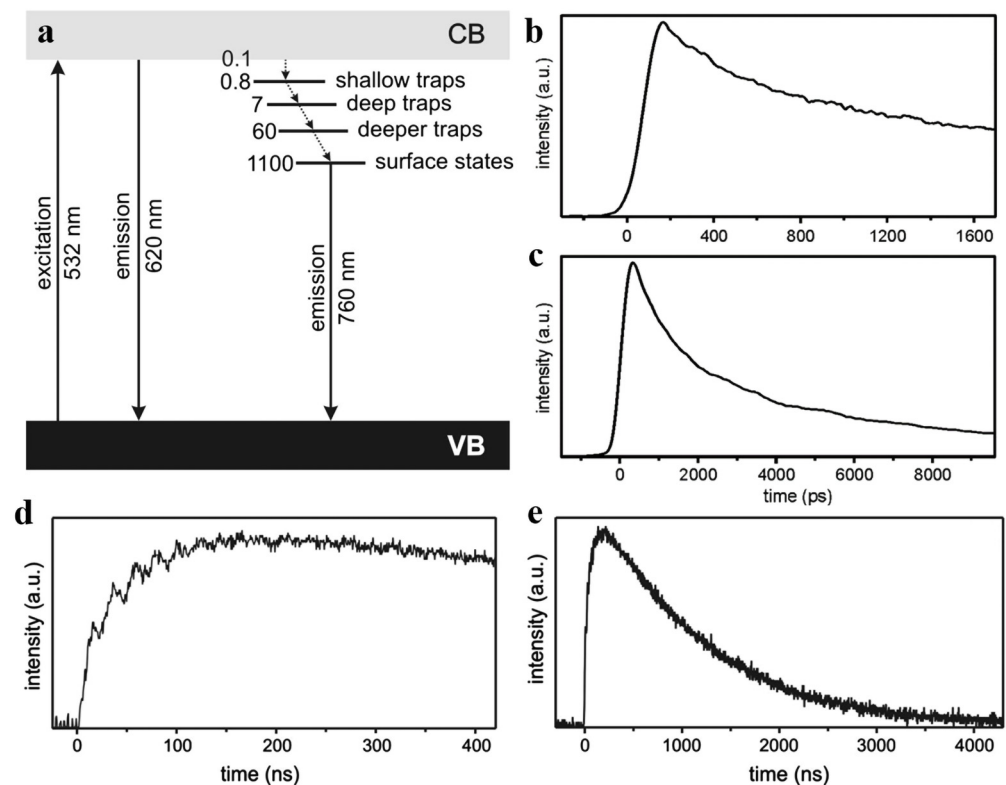 a
CB
0.1
0.8 shallow traps
7 deep traps
60 deeper traps
1100 surface states
excitation
532 nm
emission
620 nm
emission
760 nm
VB
b
intensity (a.u.)
0 400 800 1200 1600
c
intensity (a.u.)
0 2000 4000 6000 8000
time (ps)
d
intensity (a.u.)
0 100 200 300 400
time (ns)
e
intensity (a.u.)
0 1000 2000 3000 4000
time (ns)